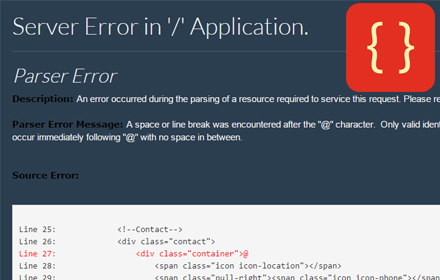 Server Error in '/' Application.
{ }
Parser Error
Description: An error occurred during the parsing of a resource required to service this request. Please
Parser Error Message: A space or line break was encountered after the "@" character. Only valid
occur immediately following "@" with no space in between.
Source Error:
Line 25: <!--Contact-->
Line 26: <div class="contact">
Line 27: <div class="container">@
Line 28: <span class="icon icon-location"></span>
Line 29: <span class="pull-right"><span class="icon icon-phone"></span>